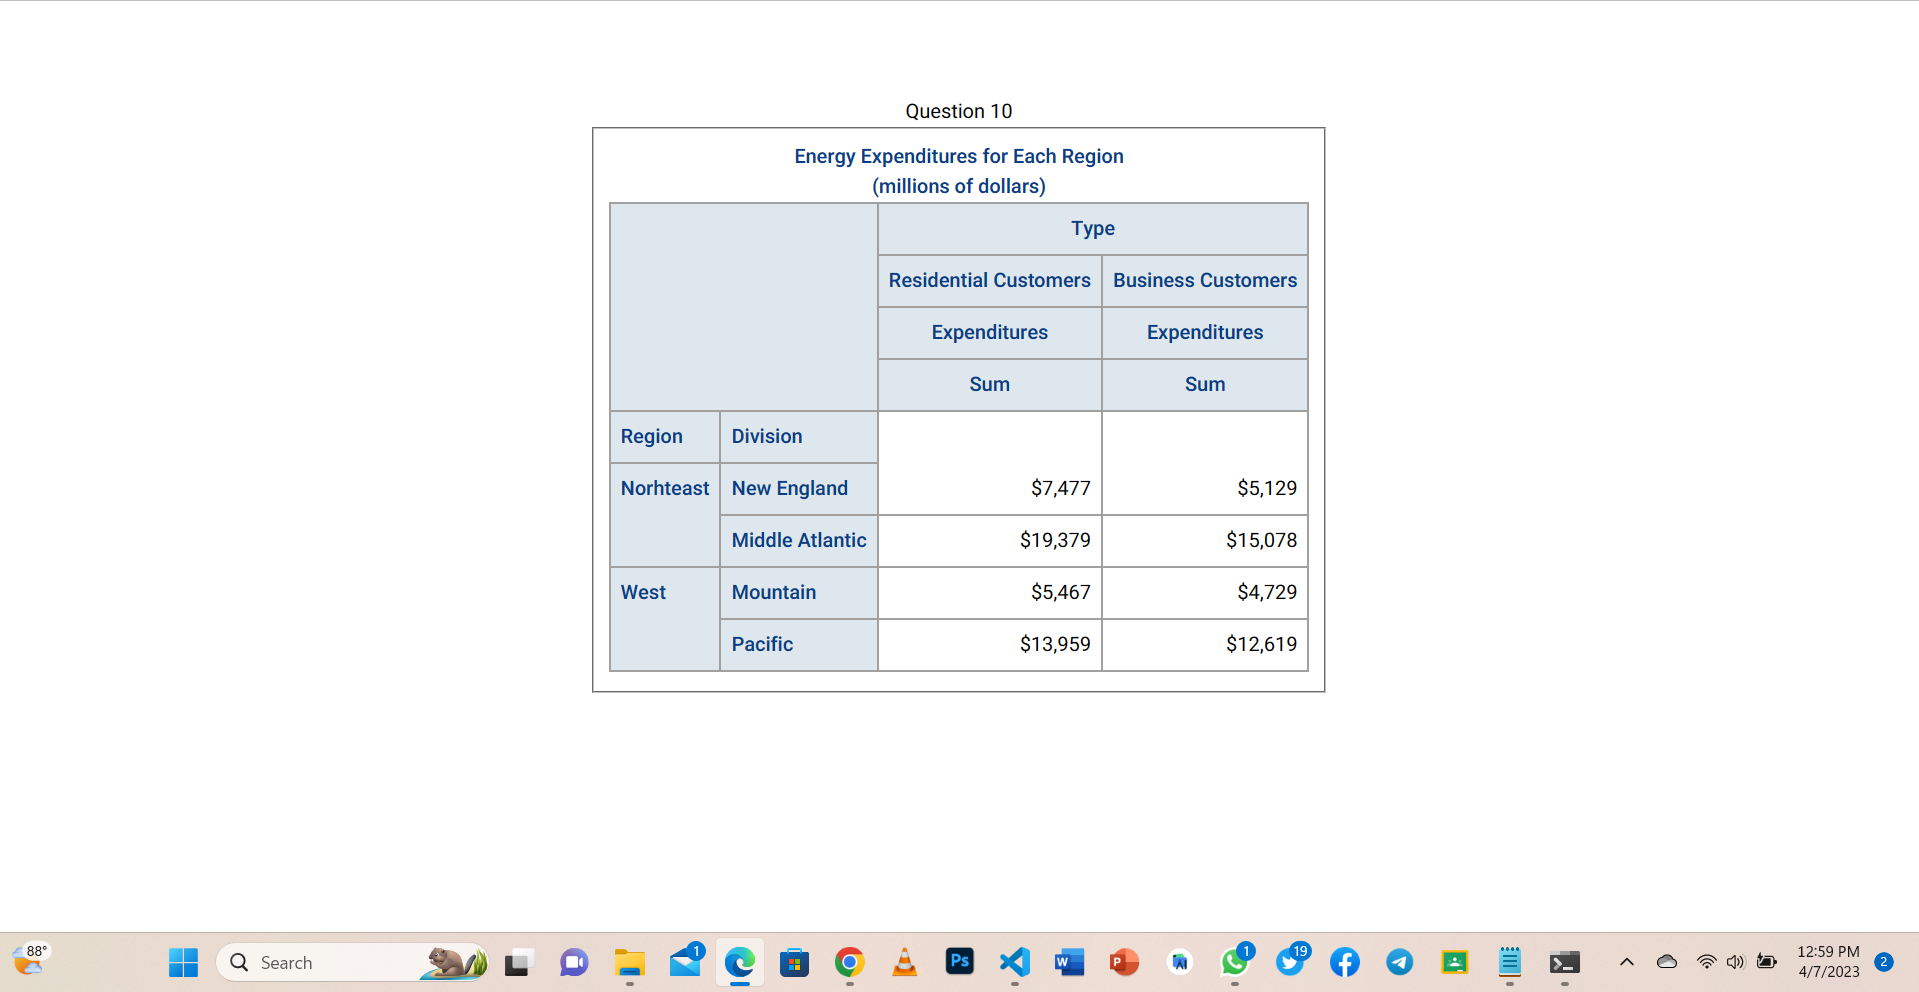 Question 10
Energy Expenditures for Each Region
(millions of dollars)
Type
Residential Customers Business Customers
Expenditures Expenditures
Sum Sum
Region Division
Norhteast New England $7,477 $5,129
Middle Atlantic $19,379 $15,078
West Mountain $5,467 $4,729
Pacific $13,959 $12,619
88°
Search
1
Ps
W
P
1
19
12:59 PM
4/7/2023
2